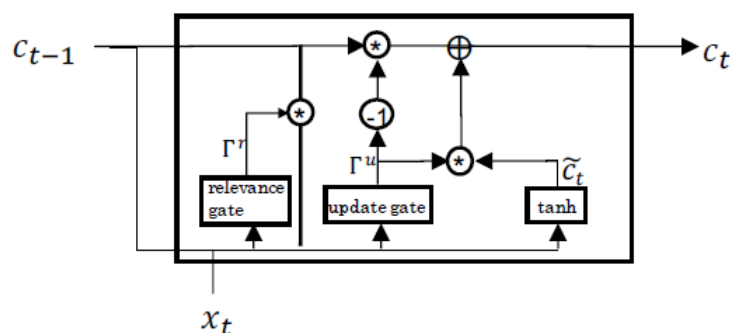 c_{t-1}
*
⊕
c_t
*
-1
Γ^r
Γ^u
*
c̃_t
relevance
gate
update gate
tanh
x_t